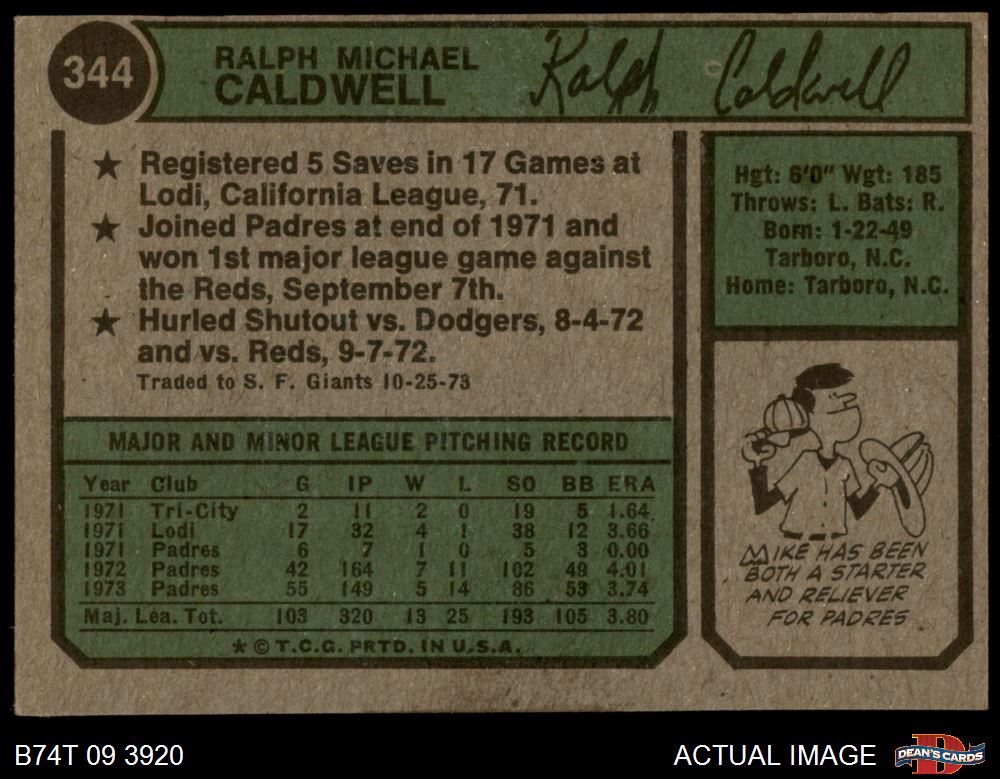 344
RALPH MICHAEL
CALDWELL
Ralph Caldwell
★ Registered 5 Saves in 17 Games at
Lodi, California League, 71.
★ Joined Padres at end of 1971 and
won 1st major league game against
the Reds, September 7th.
★ Hurled Shutout vs. Dodgers, 8-4-72
and vs. Reds, 9-7-72.
Traded to S. F. Giants 10-25-73
Hgt: 6'0" Wgt: 185
Throws: L. Bats: R.
Born: 1-22-49
Tarboro, N.C.
Home: Tarboro, N.C.
MAJOR AND MINOR LEAGUE PITCHING RECORD
Year Club G IP W L SO BB ERA
1971 Tri-City 2 11 2 0 19 5 1.64
1971 Lodi 17 32 4 1 38 12 3.66
1971 Padres 6 7 1 0 5 3 0.00
1972 Padres 42 164 7 11 102 49 4.01
1973 Padres 55 149 5 14 86 53 3.74
Maj. Lea. Tot. 103 320 13 25 193 105 3.80
★ © T.C.G. PRTD. IN U.S.A.
MIKE HAS BEEN
BOTH A STARTER
AND RELIEVER
FOR PADRES
B74T 09 3920
ACTUAL IMAGE
D
DEAN'S CARDS